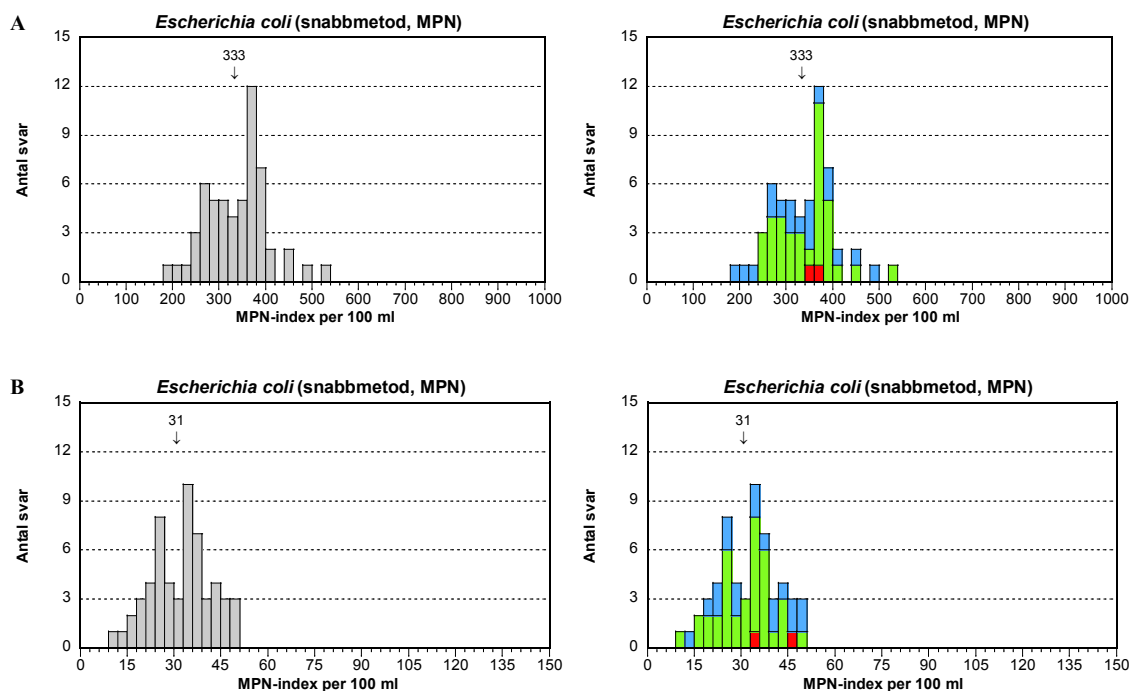 A
Escherichia coli (snabbmetod, MPN)
15
12
9
6
3
0
Antal svar
333
↓
0 100 200 300 400 500 600 700 800 900 1000
MPN-index per 100 ml
Escherichia coli (snabbmetod, MPN)
15
12
9
6
3
0
Antal svar
333
↓
0 100 200 300 400 500 600 700 800 900 1000
MPN-index per 100 ml
B
Escherichia coli (snabbmetod, MPN)
15
12
9
6
3
0
Antal svar
31
↓
0 15 30 45 60 75 90 105 120 135 150
MPN-index per 100 ml
Escherichia coli (snabbmetod, MPN)
15
12
9
6
3
0
Antal svar
31
↓
0 15 30 45 60 75 90 105 120 135 150
MPN-index per 100 ml